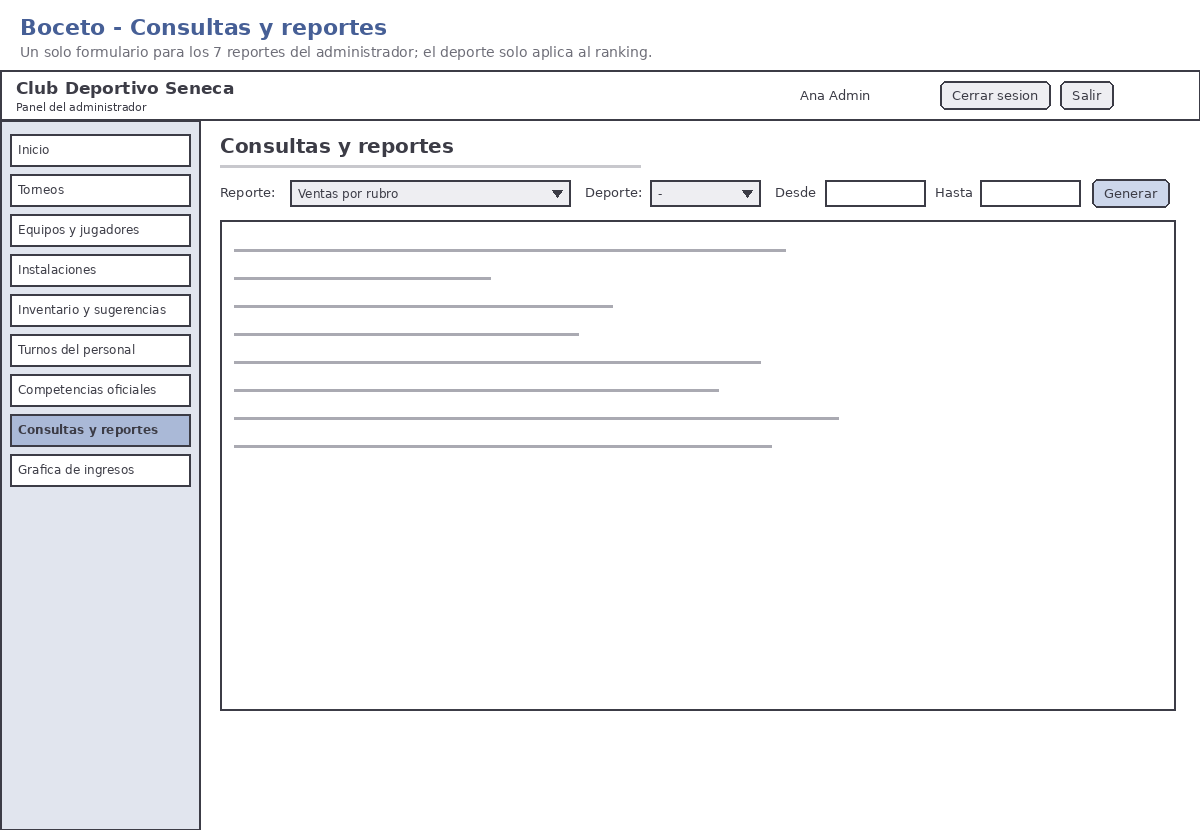 Boceto - Consultas y reportes
Un solo formulario para los 7 reportes del administrador; el deporte solo aplica al ranking.
Club Deportivo Seneca
Panel del administrador
Ana Admin
Cerrar sesion
Salir
Inicio
Torneos
Equipos y jugadores
Instalaciones
Inventario y sugerencias
Turnos del personal
Competencias oficiales
Consultas y reportes
Grafica de ingresos
Consultas y reportes
Reporte: Ventas por rubro Deporte: - Desde Hasta Generar